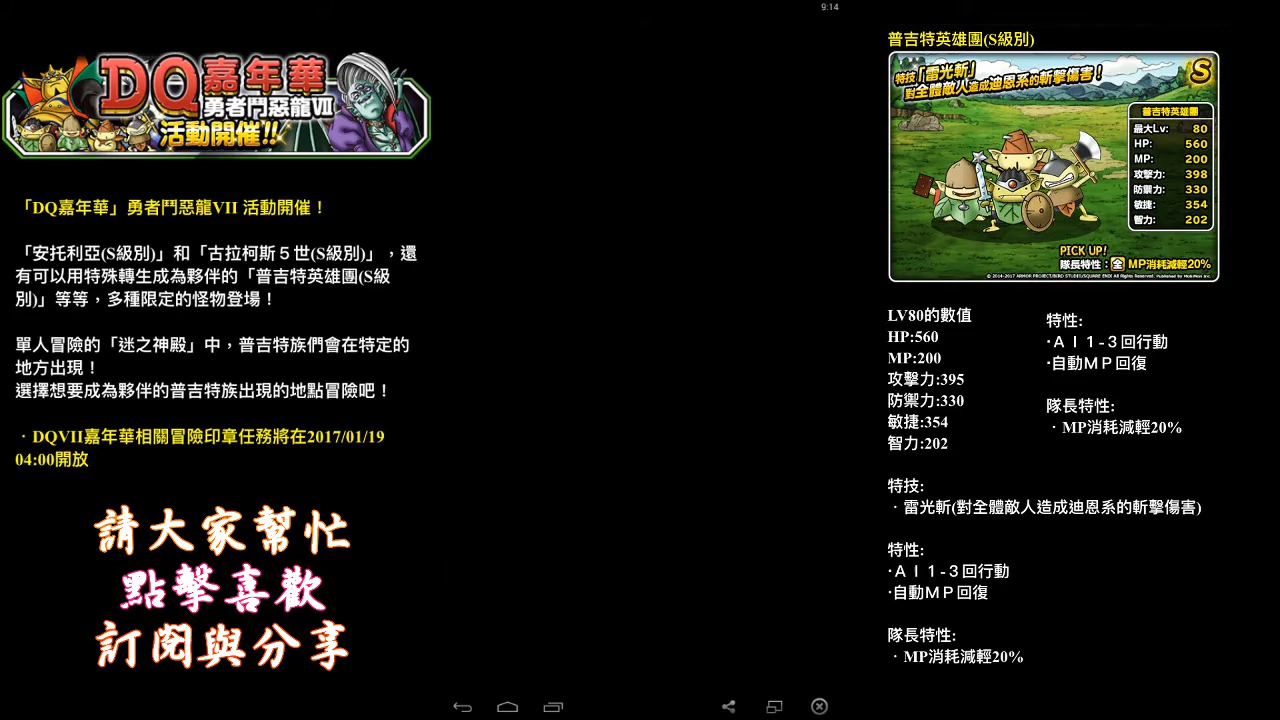 9:14
DQ嘉年華
勇者鬥惡龍VII
活動開催!!
「DQ嘉年華」勇者鬥惡龍VII 活動開催！
「安托利亞(S級別)」和「古拉柯斯５世(S級別)」，還
有可以用特殊轉生成為夥伴的「普吉特英雄團(S級
別)」等等，多種限定的怪物登場！
單人冒險的「迷之神殿」中，普吉特族們會在特定的
地方出現！
選擇想要成為夥伴的普吉特族出現的地點冒險吧！
．DQVII嘉年華相關冒險印章任務將在2017/01/19
04:00開放
請大家幫忙
點擊喜歡
訂閱與分享
普吉特英雄團(S級別)
特技「雷光斬」
對全體敵人造成迪恩系的斬擊傷害！
S
普吉特英雄團
最大Lv: 80
HP: 560
MP: 200
攻擊力: 398
防禦力: 330
敏捷: 354
智力: 202
PICK UP!
隊長特性：全 MP消耗減輕20%
© 2014-2017 ARMOR PROJECT/BIRD STUDIO/SQUARE ENIX All Rights Reserved. Published by MobiMon Inc.
LV80的數值
HP:560
MP:200
攻擊力:395
防禦力:330
敏捷:354
智力:202
特性:
·ＡＩ１-３回行動
·自動ＭＰ回復
隊長特性:
．MP消耗減輕20%
特技:
．雷光斬(對全體敵人造成迪恩系的斬擊傷害)
特性:
·ＡＩ１-３回行動
·自動ＭＰ回復
隊長特性:
．MP消耗減輕20%